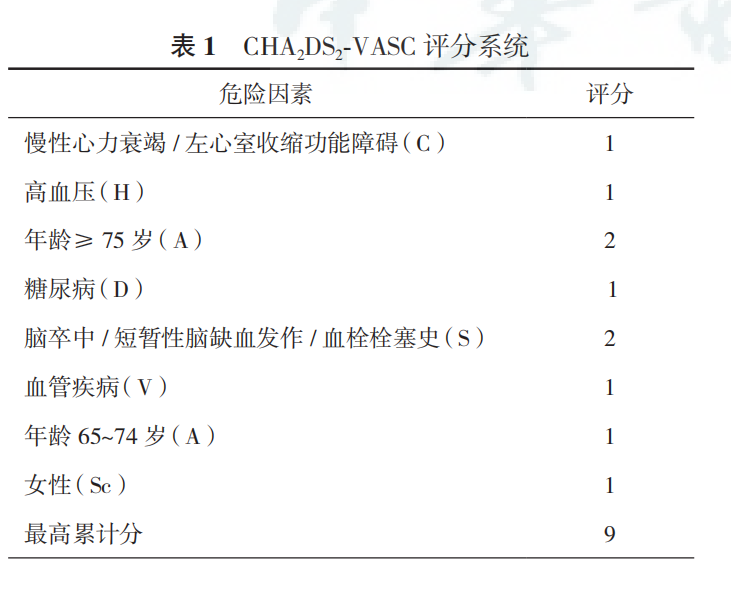 表 1 CHA₂DS₂-VASC 评分系统
危险因素 评分
慢性心力衰竭 / 左心室收缩功能障碍（C） 1
高血压（H） 1
年龄≥ 75 岁（A） 2
糖尿病（D） 1
脑卒中 / 短暂性脑缺血发作 / 血栓栓塞史（S） 2
血管疾病（V） 1
年龄 65~74 岁（A） 1
女性（Sc） 1
最高累计分 9